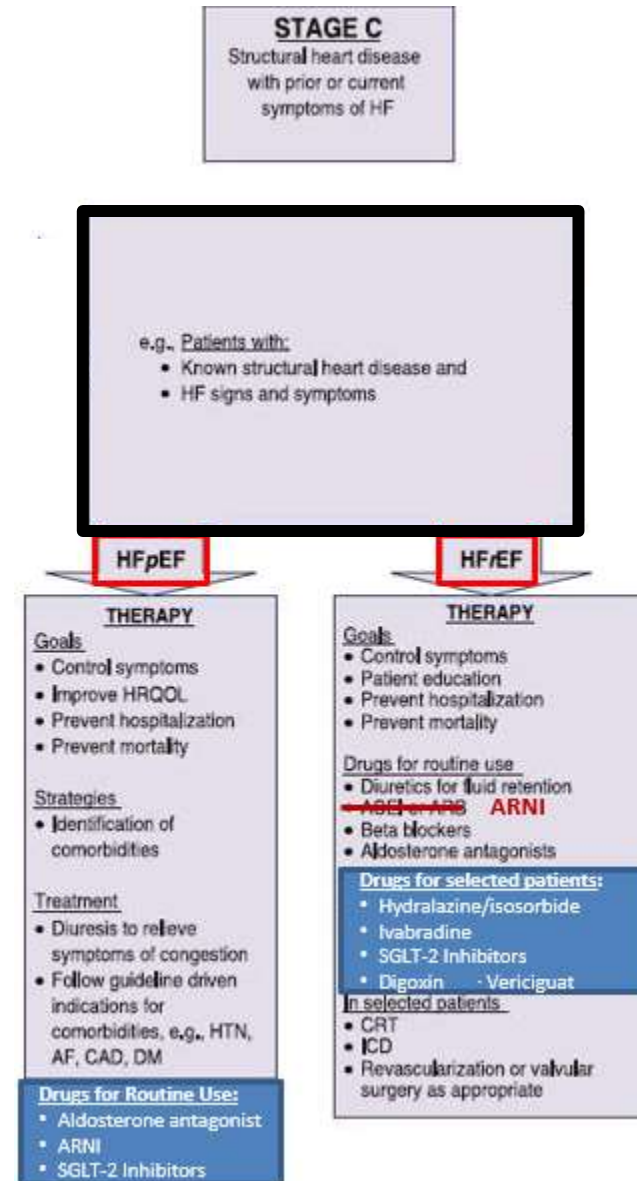 STAGE C
Structural heart disease
with prior or current
symptoms of HF
e.g., Patients with:
• Known structural heart disease and
• HF signs and symptoms
HFpEF
THERAPY
Goals
• Control symptoms
• Improve HRQOL
• Prevent hospitalization
• Prevent mortality
Strategies
• Identification of
comorbidities
Treatment
• Diuresis to relieve
symptoms of congestion
• Follow guideline driven
indications for
comorbidities, e.g., HTN,
AF, CAD, DM
Drugs for Routine Use:
• Aldosterone antagonist
• ARNI
• SGLT-2 Inhibitors
HFrEF
THERAPY
Goals
• Control symptoms
• Patient education
• Prevent hospitalization
• Prevent mortality
Drugs for routine use
• Diuretics for fluid retention
• ACEI or ARB ARNI
• Beta blockers
• Aldosterone antagonists
Drugs for selected patients:
• Hydralazine/isosorbide
• Ivabradine
• SGLT-2 Inhibitors
• Digoxin · Vericiguat
In selected patients
• CRT
• ICD
• Revascularization or valvular
surgery as appropriate